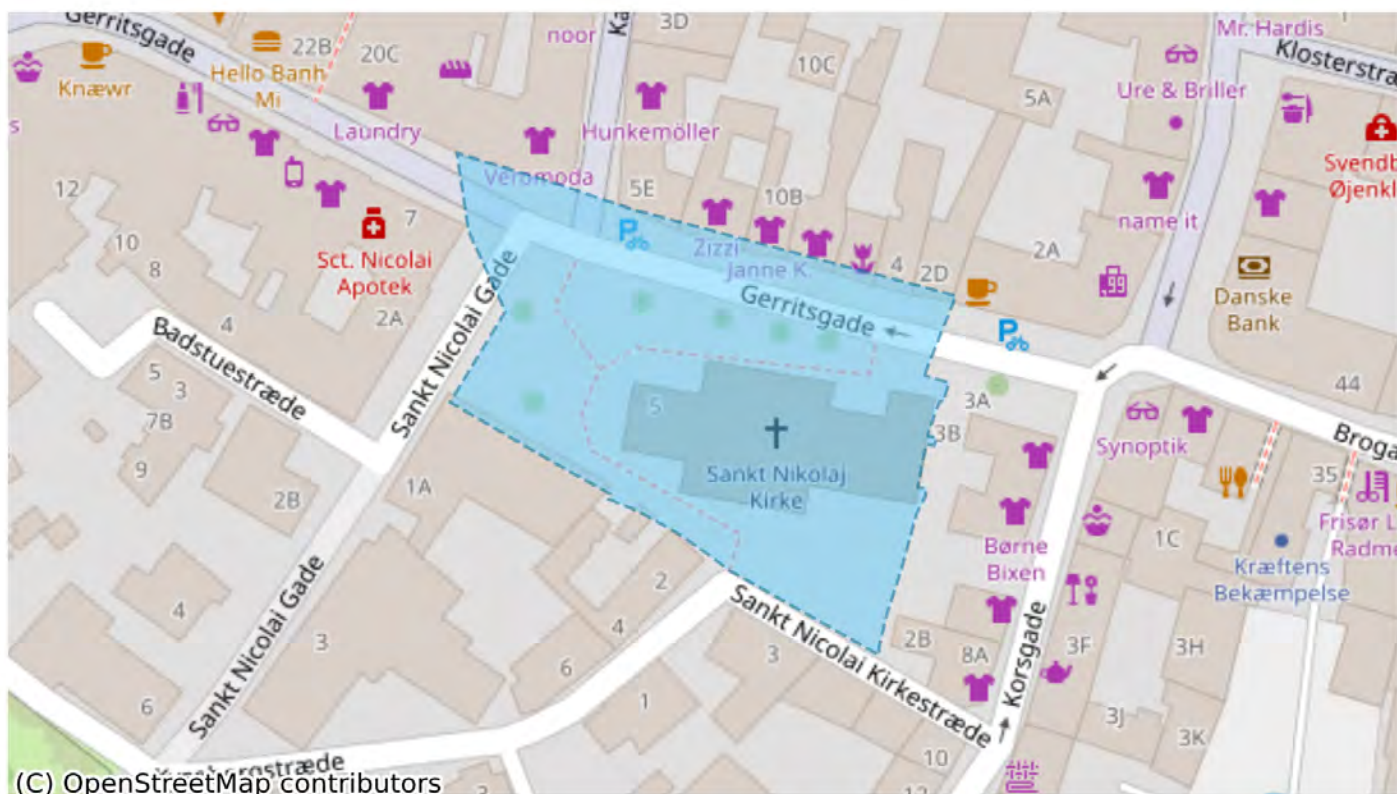 Gerritsgade
22B
20C
noor
3D
10C
Mr. Hardis
Knæwr
Hello Banh
Mi
Laundry
Hunkemöller
5A
Ure & Briller
Klosterstræ
Svendb
Øjenkl
Veromoda
5E
10B
name it
12
7
10
8
Sct. Nicolai
Apotek
Zizzi
Janne K.
4
2D
2A
Danske
Bank
Gerritsgade
4
2A
Badstuestræde
Sankt Nicolai Gade
5
3
7B
9
2B
5
3A
3B
44
Synoptik
Broga
Sankt Nikolaj
Kirke
1A
35
Frisør L
Radme
Børne
Bixen
1C
Kræftens
Bekæmpelse
4
3
2
4
6
Sankt Nicolai Gade
Sankt Nicolai Kirkestræde
2B
8A
Korsgade
3F
3H
6
1
3
3J
3K
10
(C) OpenStreetMap contributors